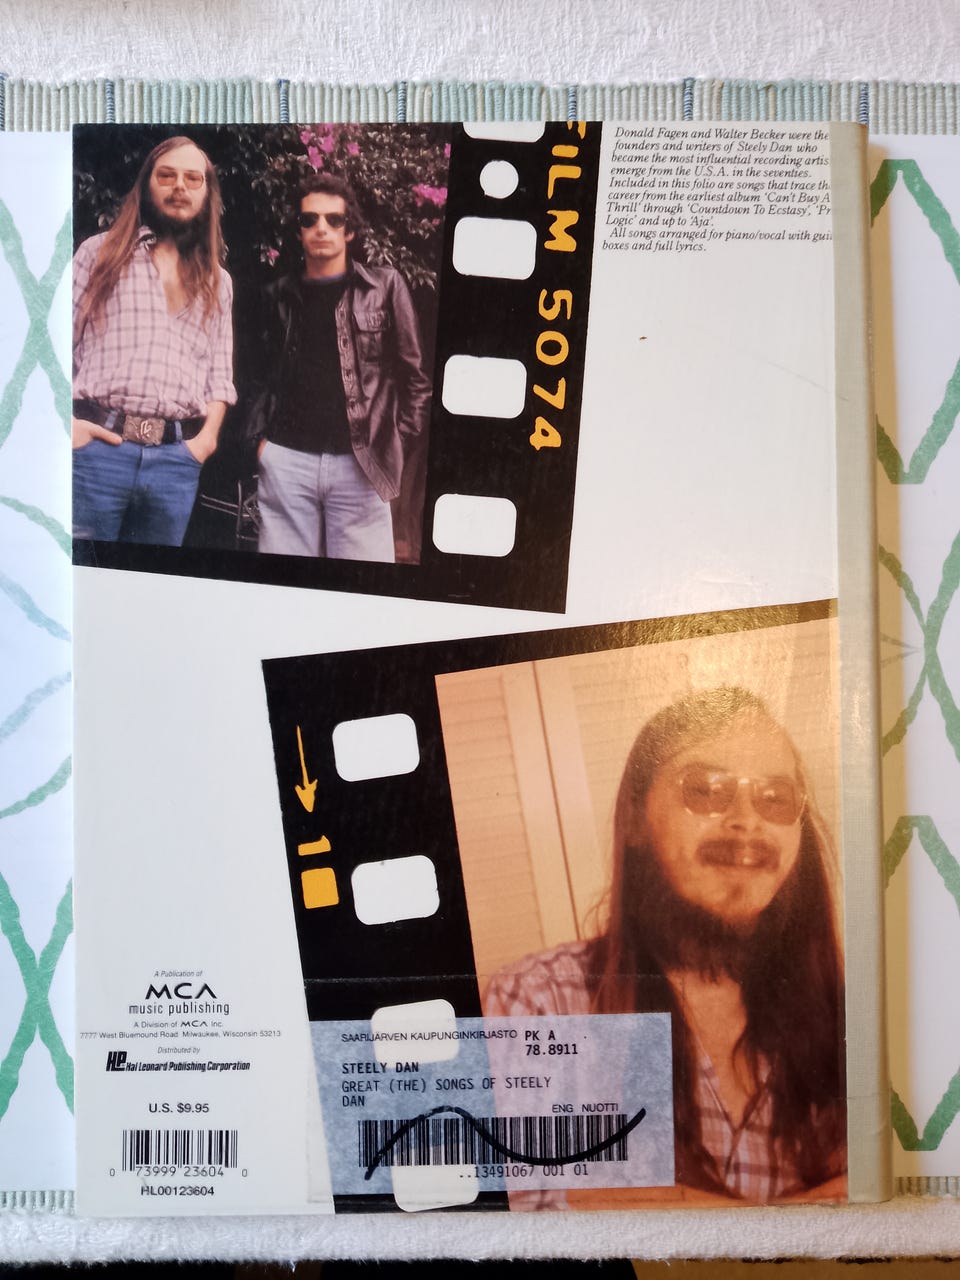 Donald Fagen and Walter Becker were the
founders and writers of Steely Dan who
became the most influential recording artis
emerge from the U.S.A. in the seventies.
Included in this folio are songs that trace th
career from the earliest album 'Can't Buy A
Thrill' through 'Countdown To Ecstasy', 'Pr
Logic' and up to 'Aja'.
All songs arranged for piano/vocal with gui
boxes and full lyrics.
FILM 5074
1
A Publication of
MCA
music publishing
A Division of MCA Inc.
7777 West Bluemound Road Milwaukee, Wisconsin 53213
Distributed by
HL Hal Leonard Publishing Corporation
U.S. $9.95
0 73999 23604 0
HL00123604
SAARIJÄRVEN KAUPUNGINKIRJASTO PK A
78.8911
STEELY DAN
GREAT (THE) SONGS OF STEELY
DAN
ENG NUOTTI
..13491067 001 01